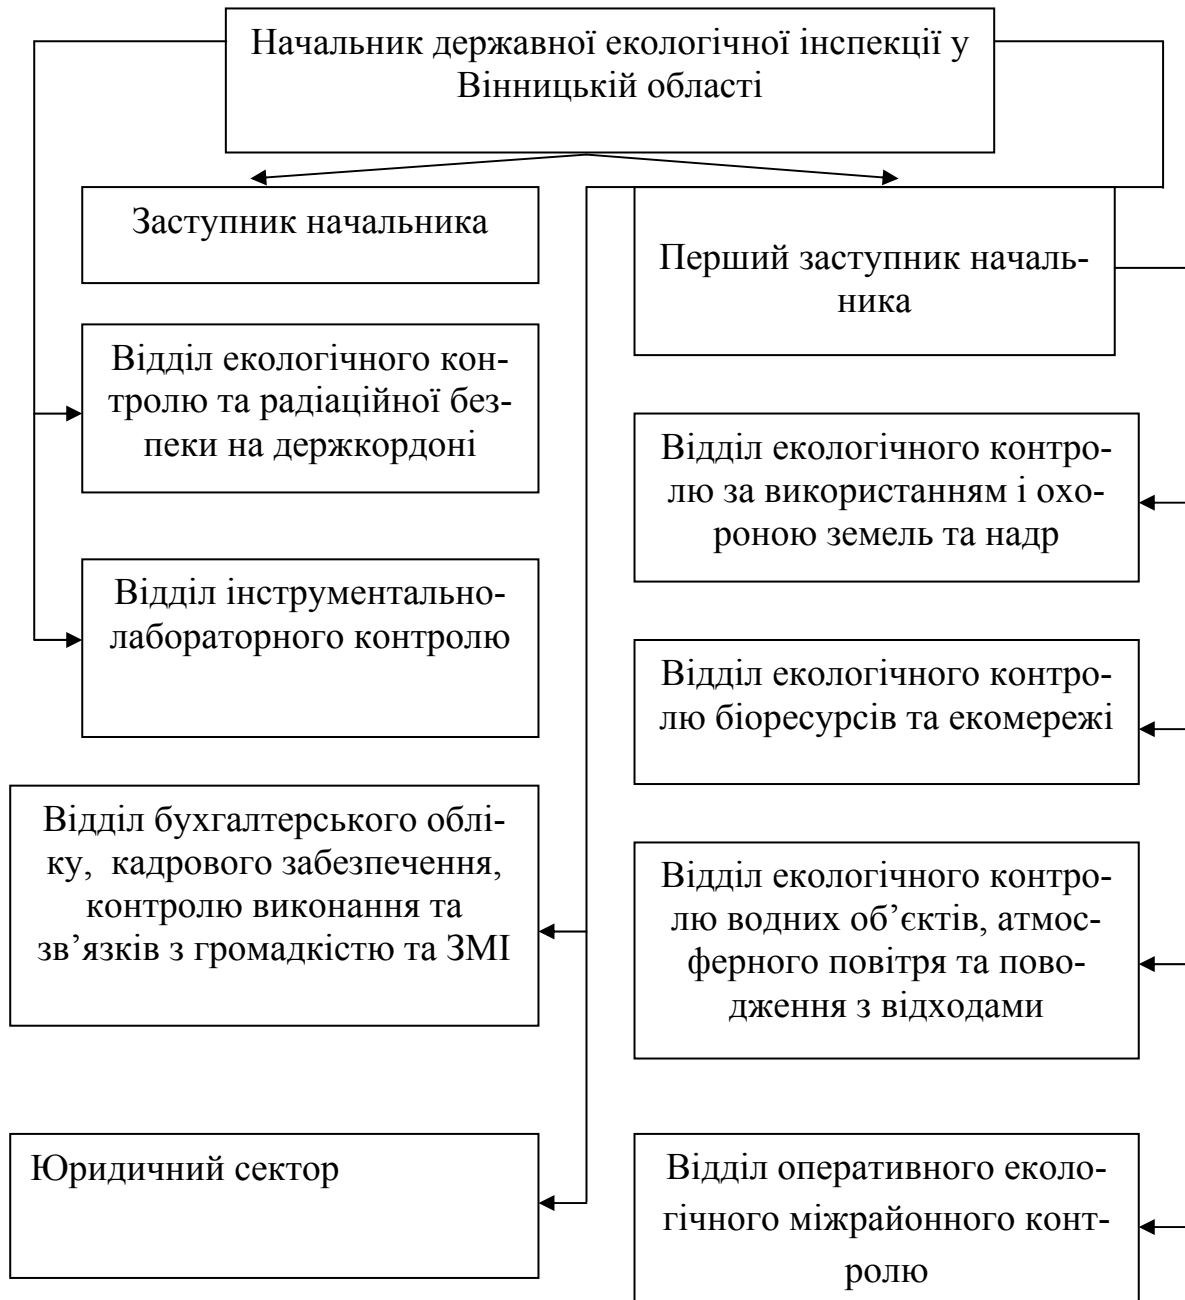 Начальник державної екологічної інспекції у
Вінницькій області
Заступник начальника
Перший заступник началь-
ника
Відділ екологічного кон-
тролю та радіаційної без-
пеки на держкордоні
Відділ інструментально-
лабораторного контролю
Відділ бухгалтерського облі-
ку, кадрового забезпечення,
контролю виконання та
зв’язків з громадкістю та ЗМІ
Юридичний сектор
Відділ екологічного контро-
лю за використанням і охо-
роною земель та надр
Відділ екологічного контро-
лю біоресурсів та екомережі
Відділ екологічного контро-
лю водних об’єктів, атмос-
ферного повітря та пово-
дження з відходами
Відділ оперативного еколо-
гічного міжрайонного конт-
ролю